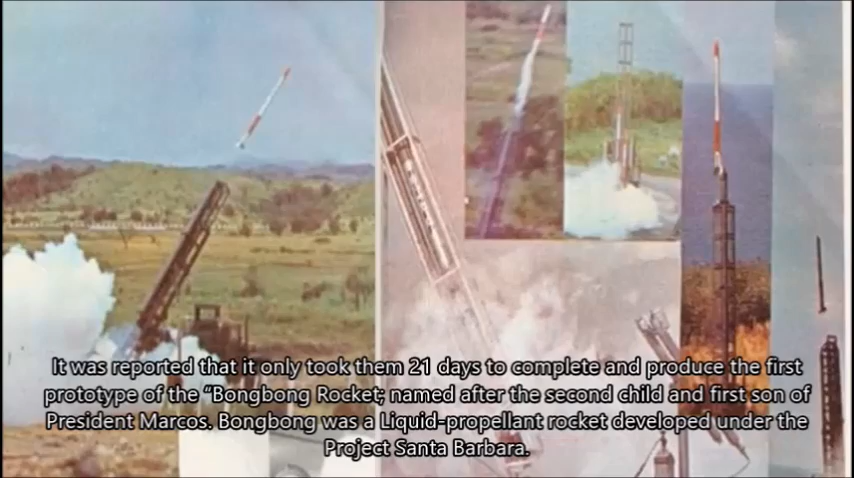 It was reported that it only took them 21 days to complete and produce the first
prototype of the “Bongbong Rocket; named after the second child and first son of
President Marcos. Bongbong was a Liquid-propellant rocket developed under the
Project Santa Barbara.